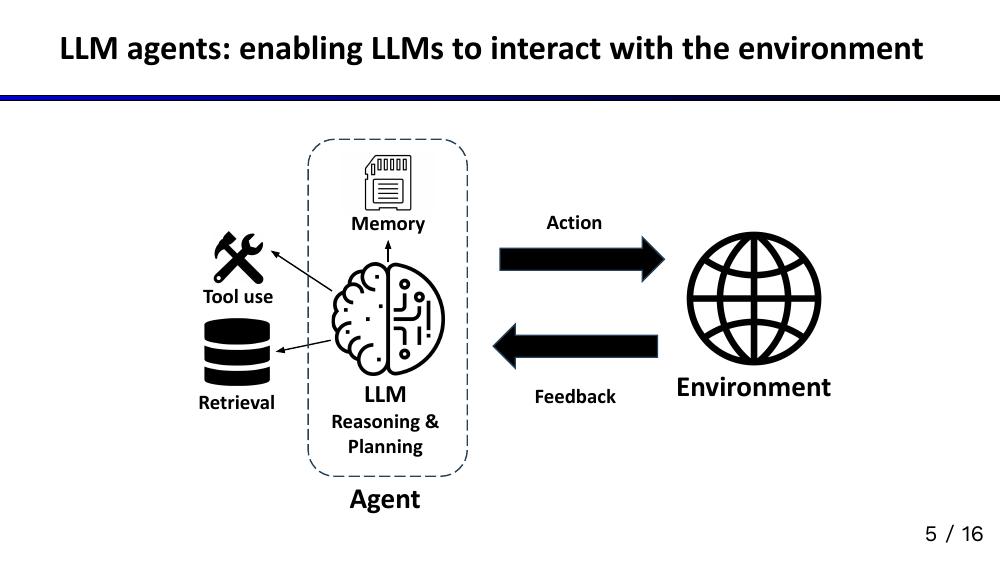 LLM agents: enabling LLMs to interact with the environment
Memory
Tool use
Retrieval
LLM
Reasoning &
Planning
Agent
Action
Feedback
Environment
5 / 16